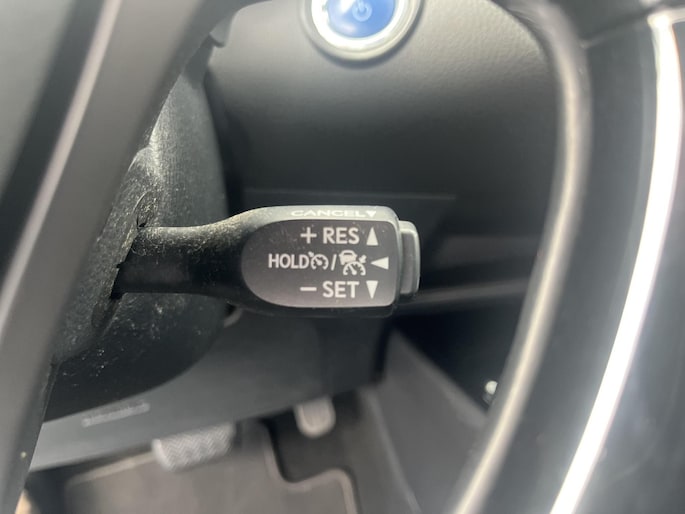 CANCEL▼
+ RES ▲
HOLD / ◀
− SET ▼